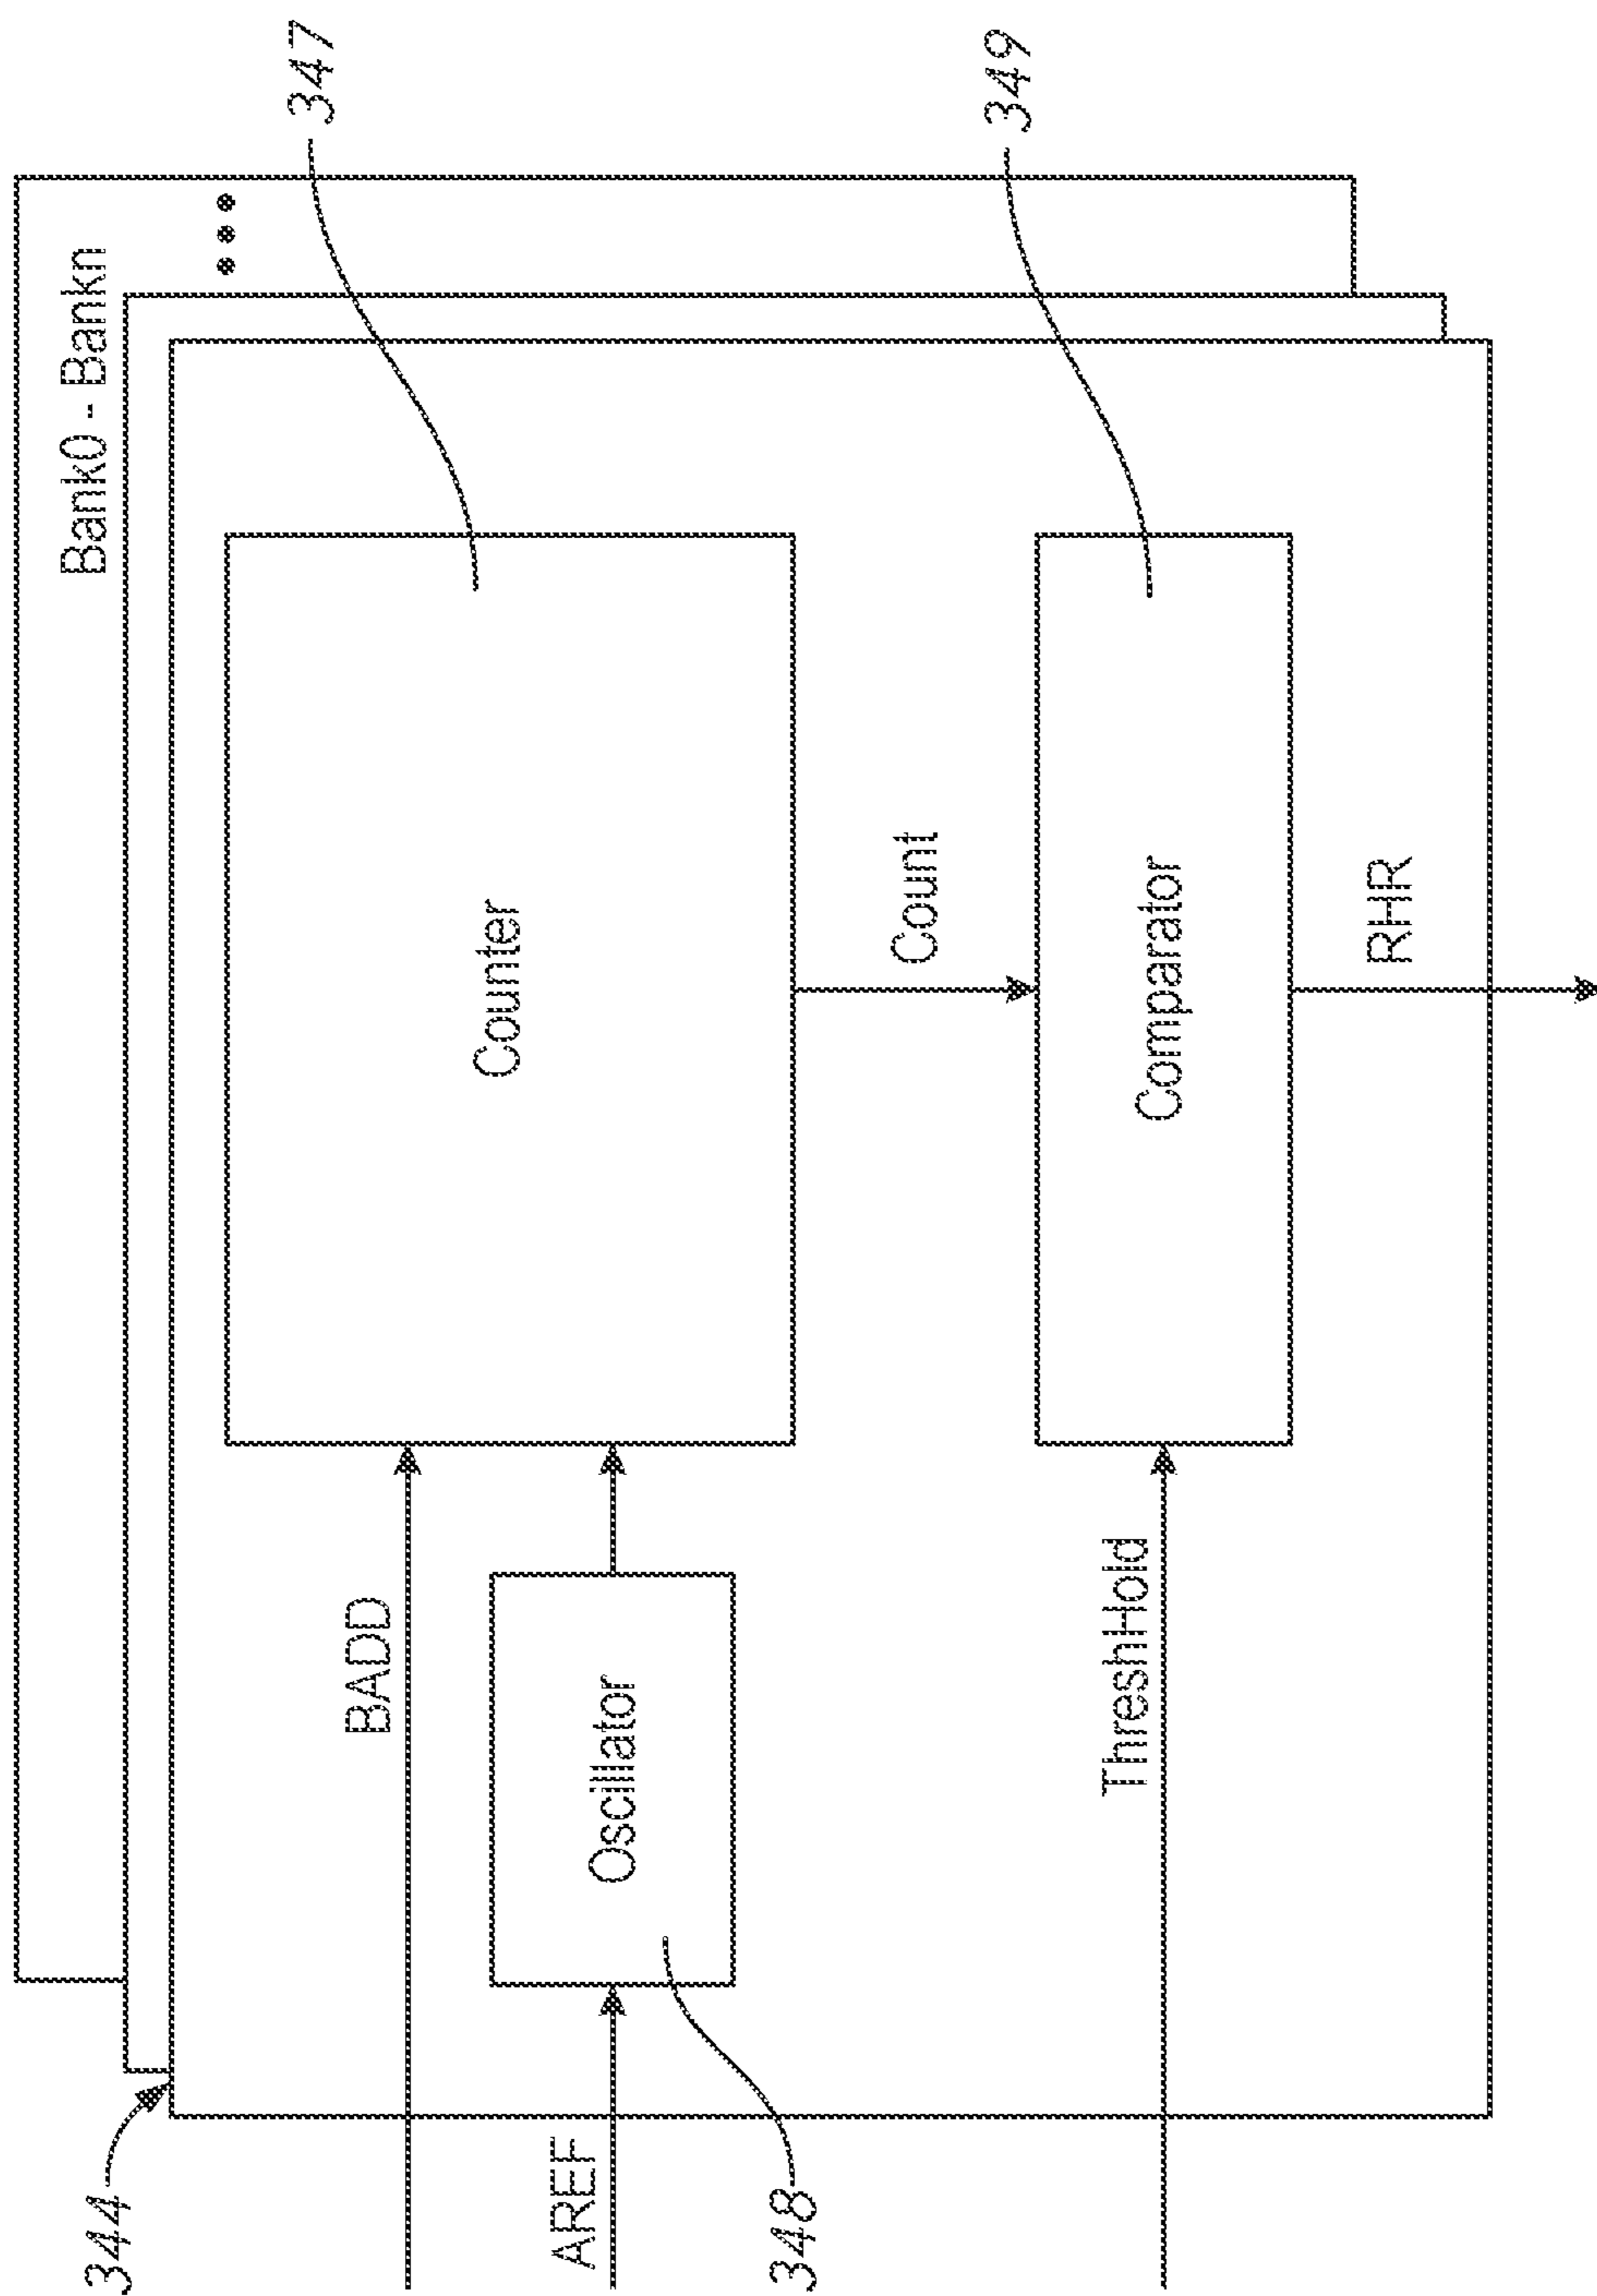 Bank0 - Bankn
347
344
BADD
Counter
AREF
Oscillator
348
Count
349
ThreshHold
Comparator
RHR